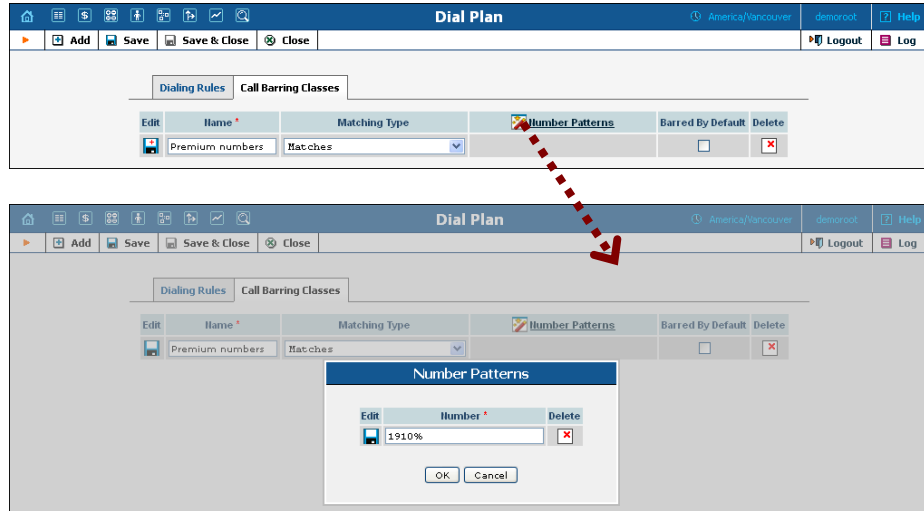 Dial Plan America/Vancouver demoroot ? Help
Add Save Save & Close Close Logout Log
Dialing Rules Call Barring Classes
Edit Name * Matching Type Number Patterns Barred By Default Delete
Premium numbers Matches
Dial Plan America/Vancouver demoroot ? Help
Add Save Save & Close Close Logout Log
Dialing Rules Call Barring Classes
Edit Name * Matching Type Number Patterns Barred By Default Delete
Premium numbers Matches
Number Patterns
Edit Number * Delete
1910%
OK Cancel